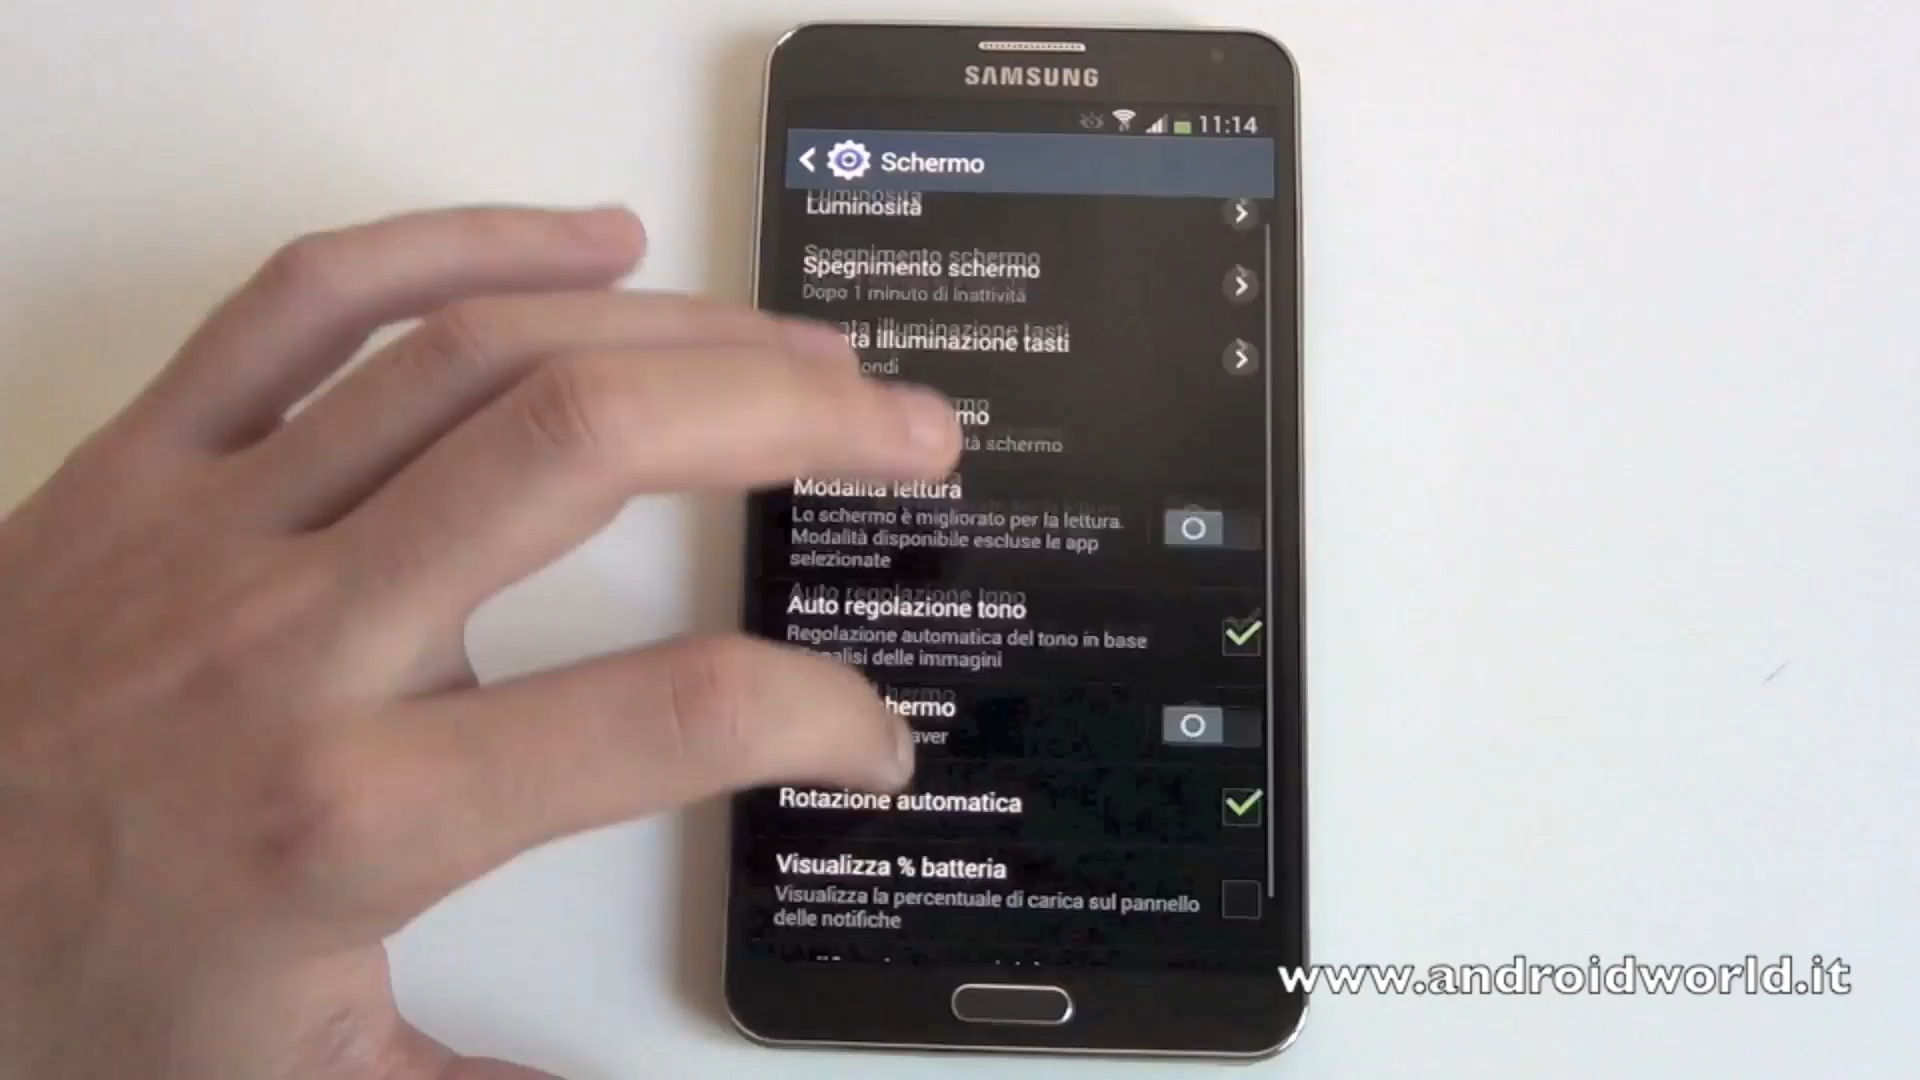 SAMSUNG
11:14
Schermo
Luminosità
Spegnimento schermo
Dopo 1 minuto di inattività
illuminazione tasti
schermo
Modalità lettura
Lo schermo è migliorato per la lettura.
Modalità disponibile escluse le app
selezionate
Auto regolazione tono
Regolazione automatica del tono in base
delle immagini
Rotazione automatica
Visualizza % batteria
Visualizza la percentuale di carica sul pannello
delle notifiche
www.androidworld.it